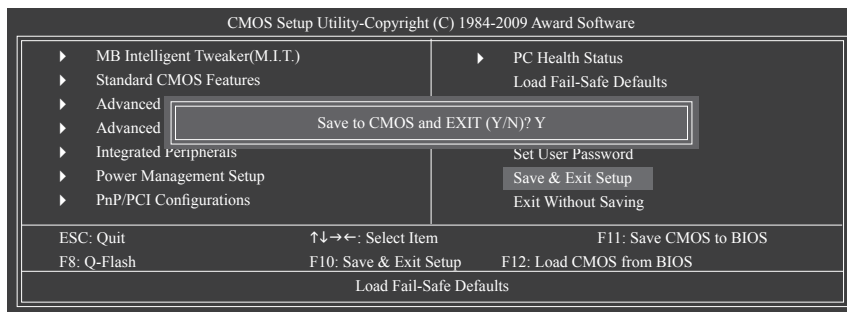 CMOS Setup Utility-Copyright (C) 1984-2009 Award Software
MB Intelligent Tweaker(M.I.T.)
Standard CMOS Features
Advanced
Advanced
Integrated Peripherals
Power Management Setup
PnP/PCI Configurations
PC Health Status
Load Fail-Safe Defaults
Set User Password
Save & Exit Setup
Exit Without Saving
Save to CMOS and EXIT (Y/N)? Y
ESC: Quit ↑↓→←: Select Item F11: Save CMOS to BIOS
F8: Q-Flash F10: Save & Exit Setup F12: Load CMOS from BIOS
Load Fail-Safe Defaults